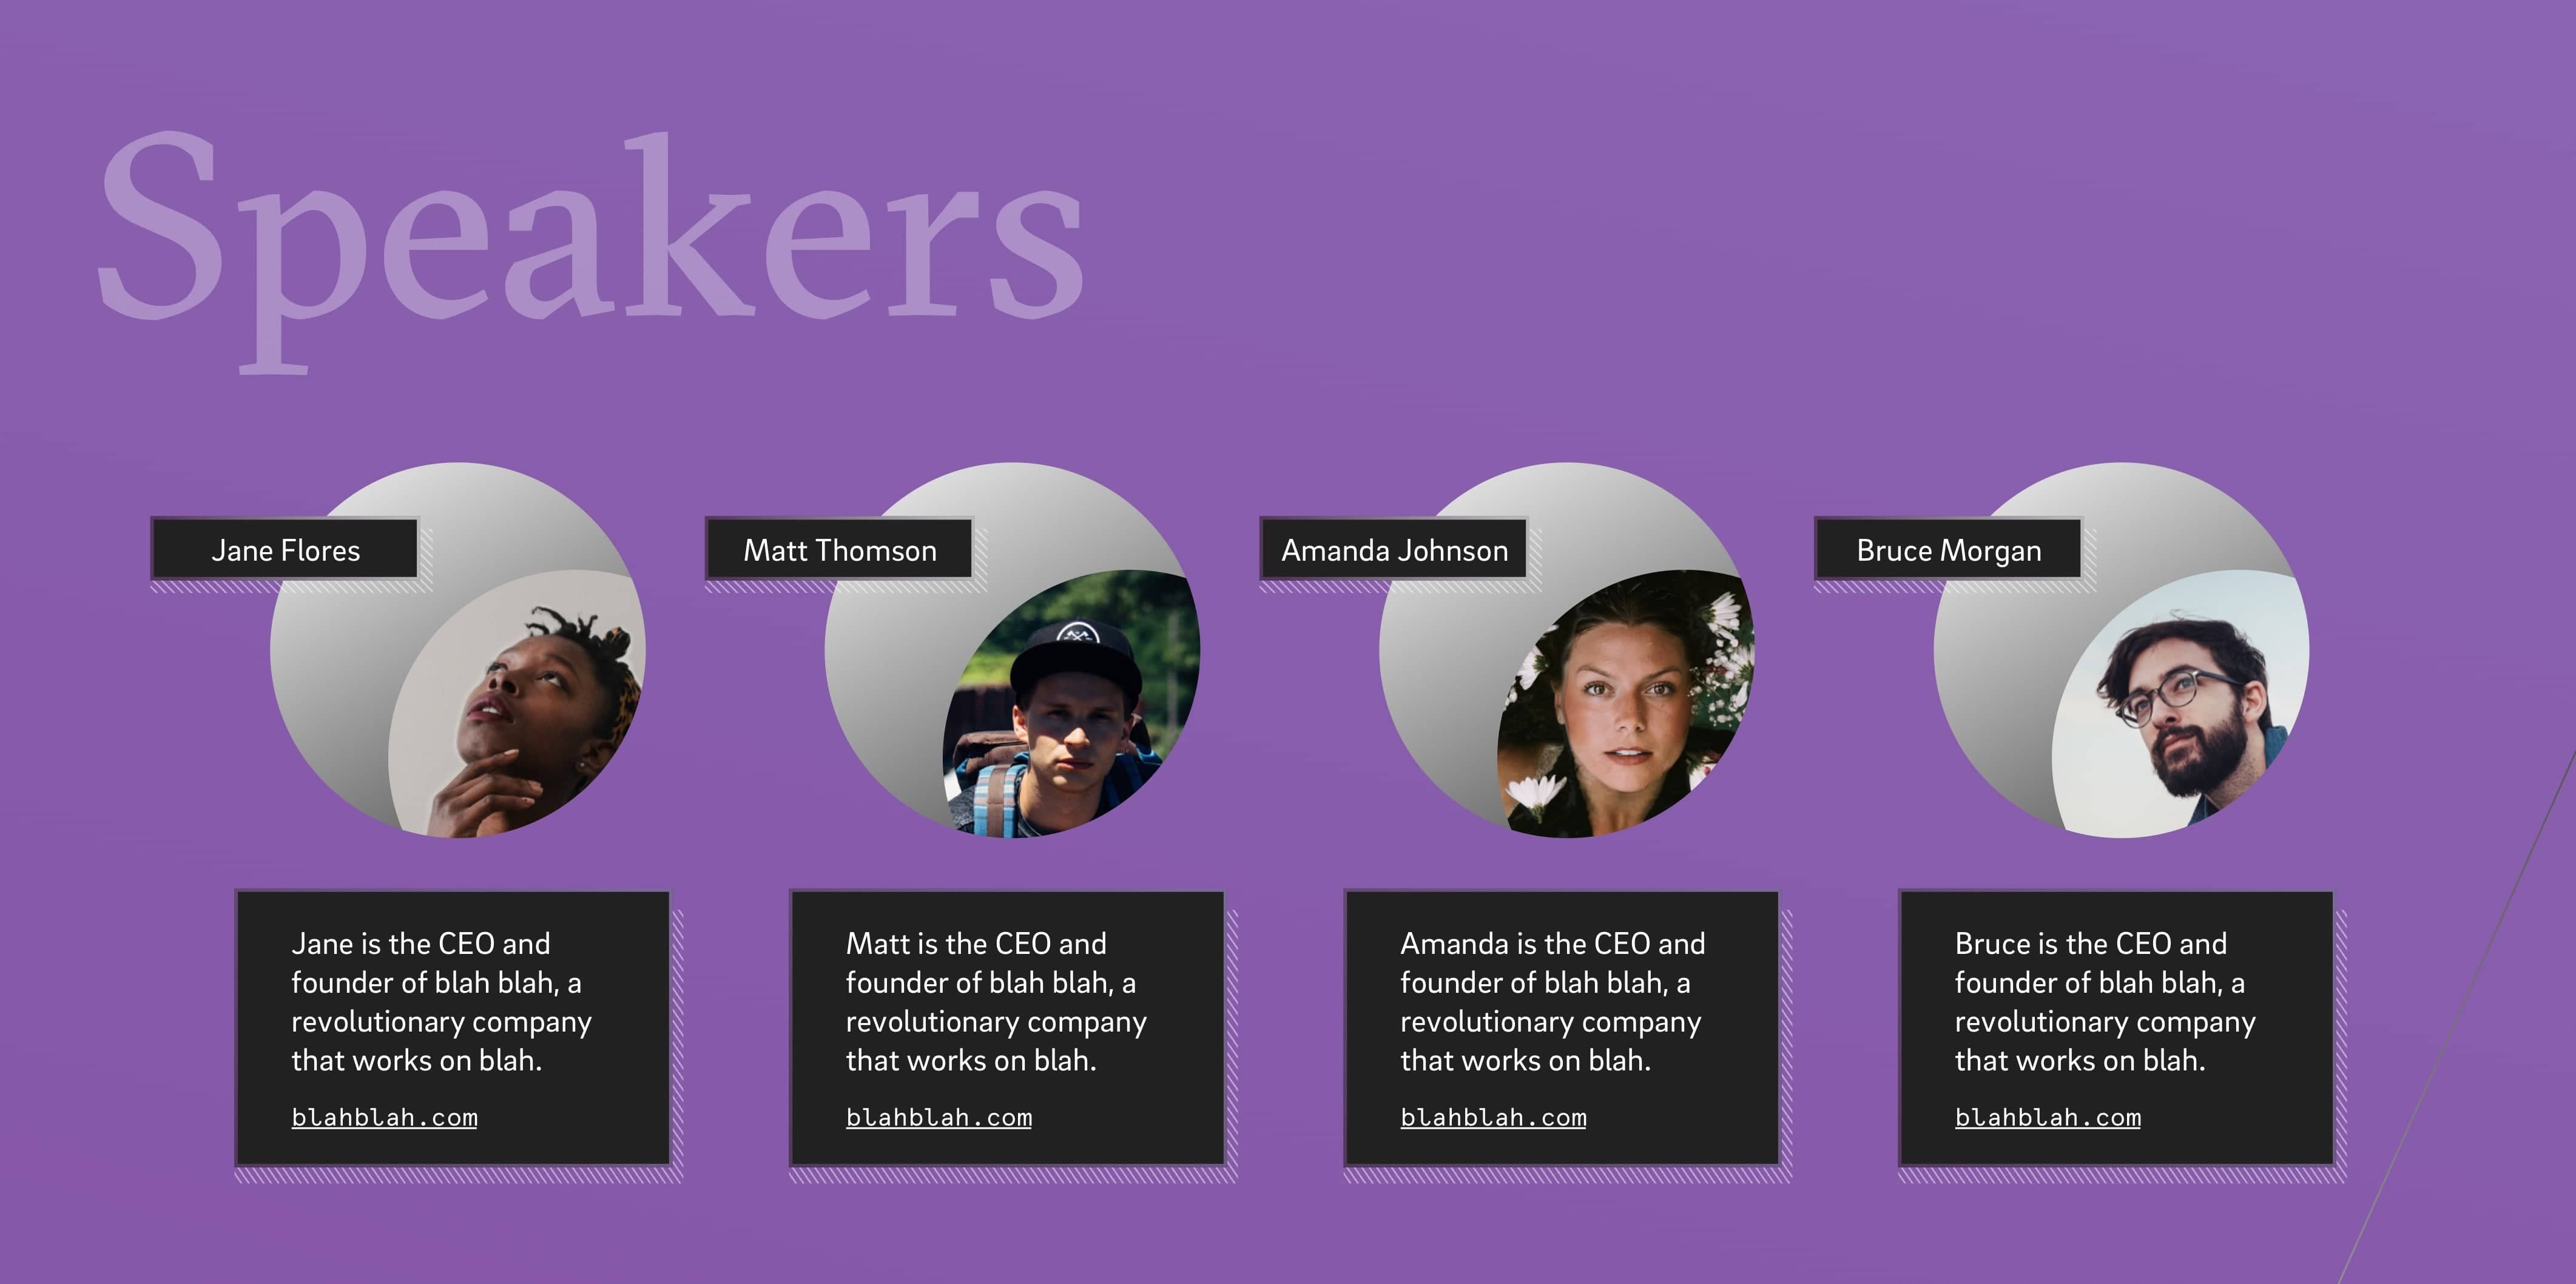 Speakers
Jane Flores
Matt Thomson
Amanda Johnson
Bruce Morgan
Jane is the CEO and
founder of blah blah, a
revolutionary company
that works on blah.
blahblah.com
Matt is the CEO and
founder of blah blah, a
revolutionary company
that works on blah.
blahblah.com
Amanda is the CEO and
founder of blah blah, a
revolutionary company
that works on blah.
blahblah.com
Bruce is the CEO and
founder of blah blah, a
revolutionary company
that works on blah.
blahblah.com